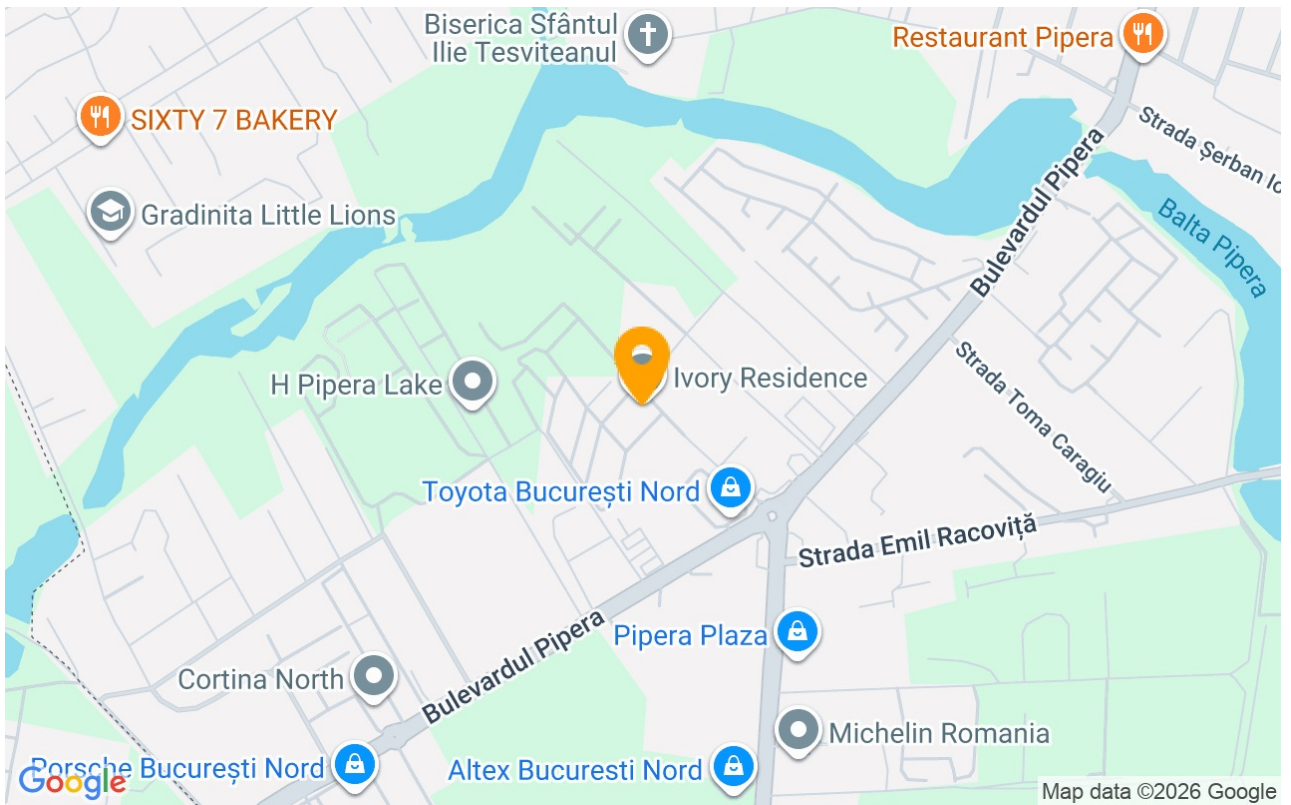 Biserica Sfântul
Ilie Tesviteanul
Restaurant Pipera
SIXTY 7 BAKERY
Strada Șerban Io
Bulevardul Pipera
Gradinita Little Lions
Balta Pipera
H Pipera Lake
Ivory Residence
Strada Toma Caragiu
Toyota București Nord
Strada Emil Racoviță
Pipera Plaza
Bulevardul Pipera
Cortina North
Michelin Romania
Porsche București Nord
Altex Bucuresti Nord
Google
Map data ©2026 Google